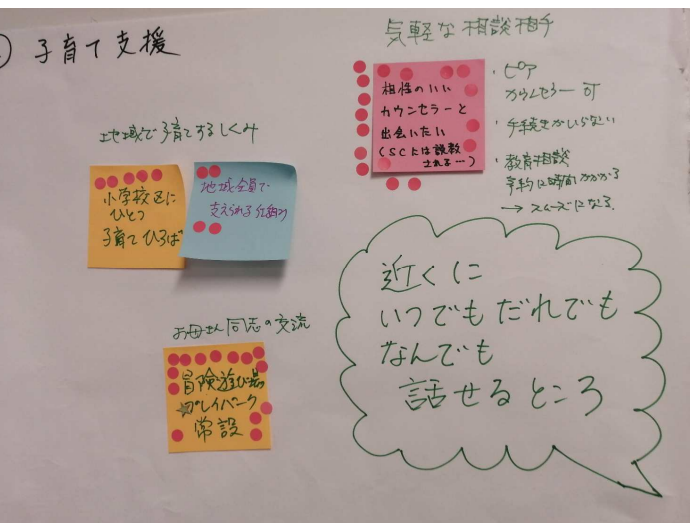 子育て支援
気軽な相談相手
相性のいい
カウンセラーと
出会いたい
(SCには説教
される…)
・ピア
カウンセラー可
・手続きがいらない
・教育相談
予約に時間がかかる
→スムーズになる.
地域で子育てするしくみ
小学校区に
ひとつ
子育てひろば
地域全員で
支えられる仕組み
お母さん同志の交流
冒険遊び場
プレイパーク
常設
近くに
いつでもだれでも
なんでも
話せるところ